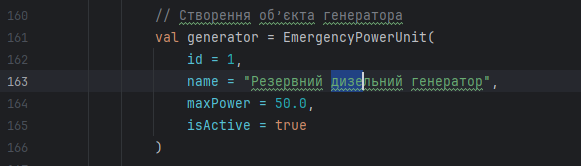 160 // Створення об'єкта генератора
161 val generator = EmergencyPowerUnit(
162 id = 1,
163 name = "Резервний дизельний генератор",
164 maxPower = 50.0,
165 isActive = true
166 )